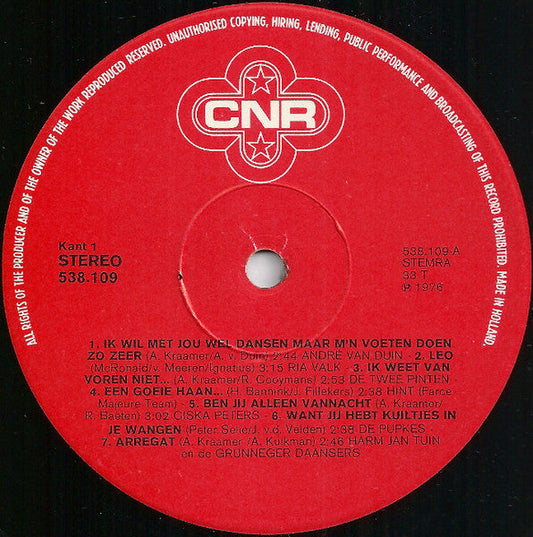 ALL RIGHTS OF THE PRODUCER AND OF THE OWNER OF THE WORK REPRODUCED RESERVED. UNAUTHORISED COPYING, HIRING, LENDING, PUBLIC PERFORMANCE AND BROADCASTING OF THIS RECORD PROHIBITED. MADE IN HOLLAND.
CNR
Kant 1
STEREO
538.109
538.109-A
STEMRA
33 T
℗ 1976
1. IK WIL MET JOU WEL DANSEN MAAR M'N VOETEN DOEN
ZO ZEER (A. Kraamer/A. v. Duin) 2:44 ANDRÉ VAN DUIN - 2. LEO
(McRonald/v. Meeren/Ignatus) 3:15 RIA VALK - 3. IK WEET VAN
VOREN NIET... (A. Kraamer/R. Cooymans) 2:53 DE TWEE PINTEN -
4. EEN GOEIE HAAN... (H. Bannink/J. Fillekers) 2:38 HINT (Farce
Majeure Team) - 5. BEN JIJ ALLEEN VANNACHT (A. Kraamer/
R. Basten) 3:02 CISKA PETERS - 6. WANT JIJ HEBT KUILTJES IN
JE WANGEN (Peter Serie/J. v.d. Velden) 2:38 DE PUPKES -
7. ARREGAT (A. Kraamer/A. Kuikman) 2:46 HARM JAN TUIN
en de GRUNNEGER DAANSERS